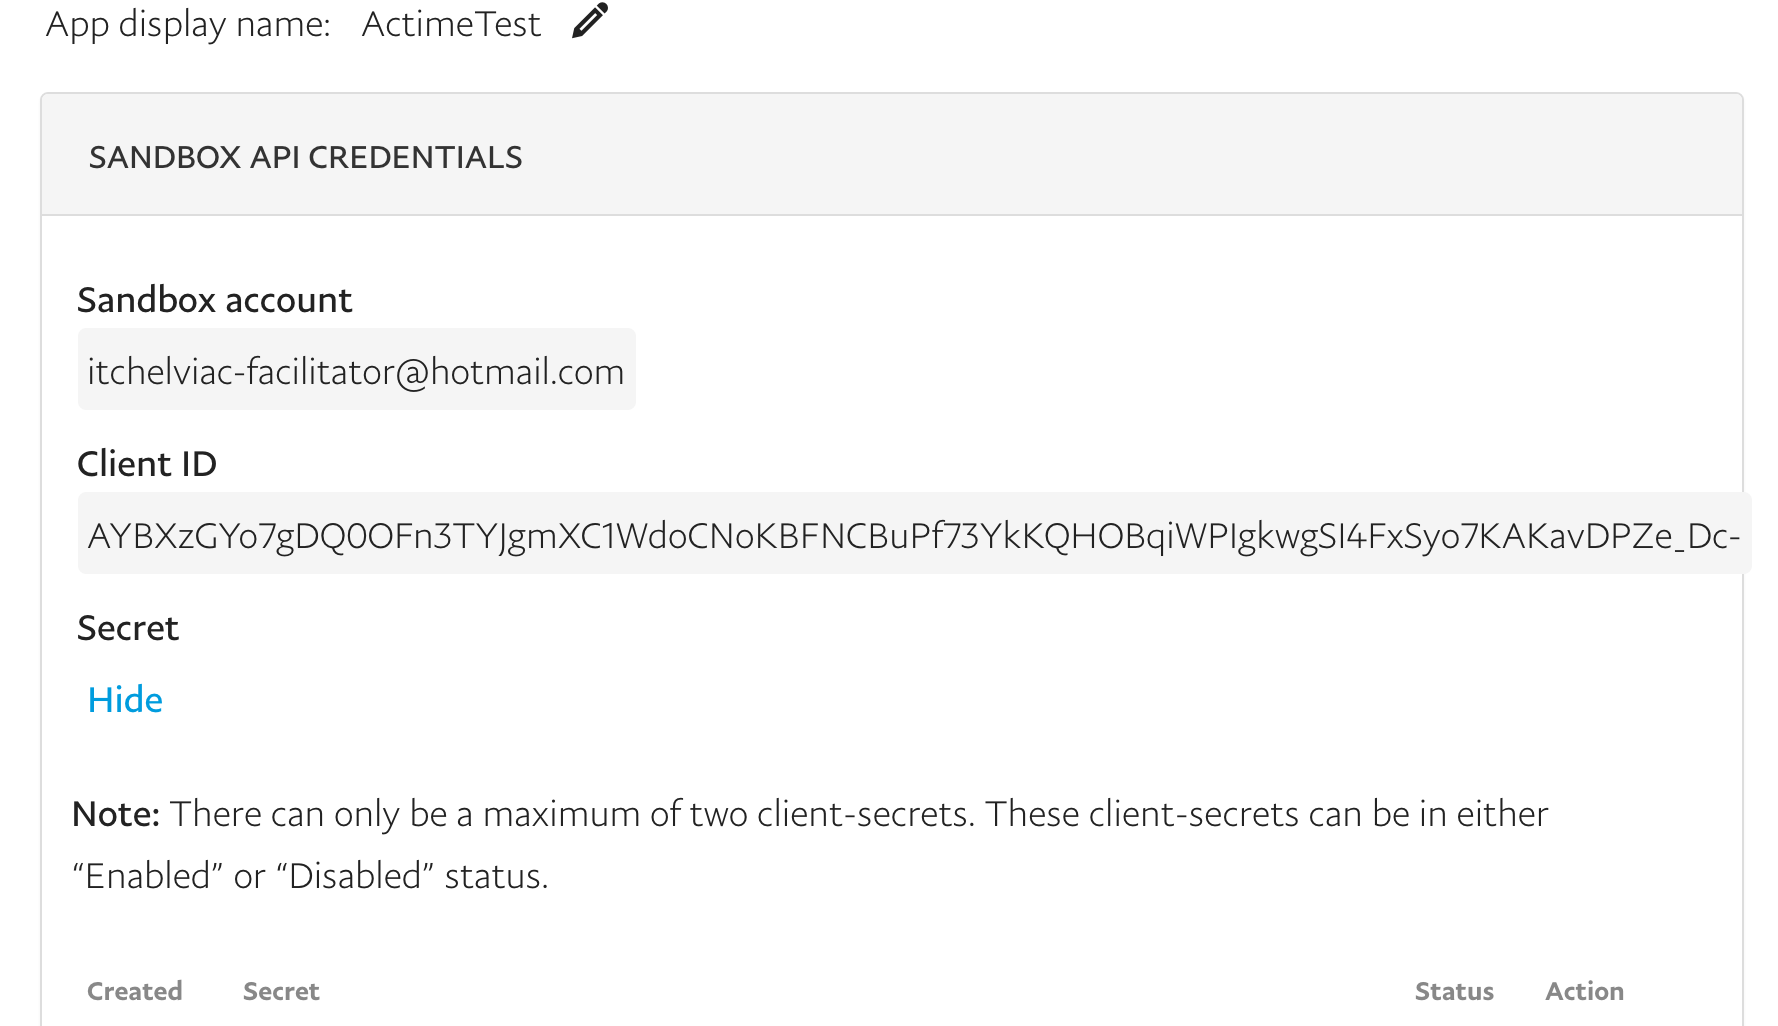 App display name: ActimeTest
SANDBOX API CREDENTIALS
Sandbox account
itchelviac-facilitator@hotmail.com
Client ID
AYBXzGYo7gDQ0OFn3TYJgmXC1WdoCNoKBFNCBuPf73YkKQHOBqiWPIgkwgSI4FxSyo7KAKavDPZe_Dc-
Secret
Hide
Note: There can only be a maximum of two client-secrets. These client-secrets can be in either
“Enabled” or “Disabled” status.
Created Secret Status Action